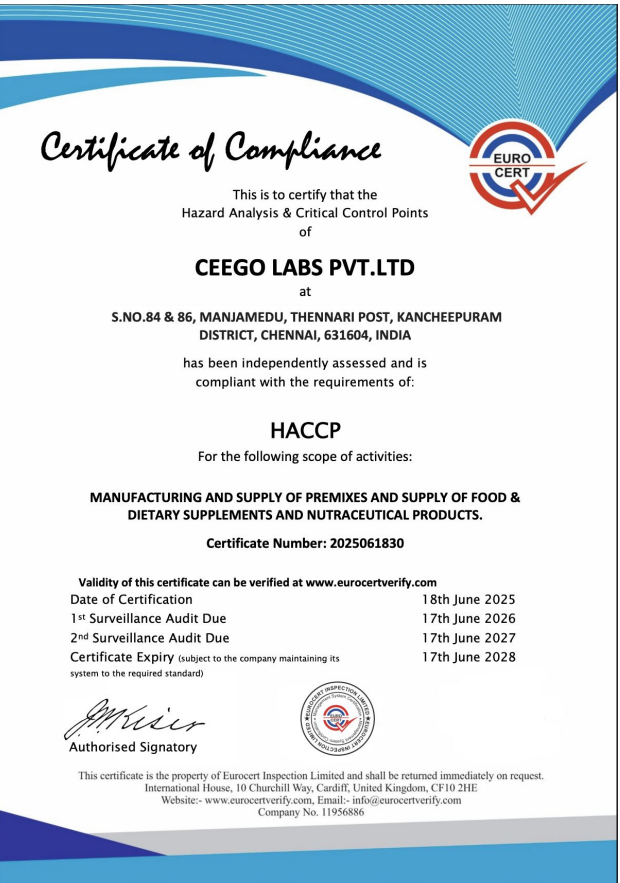 Certificate of Compliance
EURO
CERT
This is to certify that the
Hazard Analysis & Critical Control Points
of
CEEGO LABS PVT.LTD
at
S.NO.84 & 86, MANJAMEDU, THENNARI POST, KANCHEEPURAM
DISTRICT, CHENNAI, 631604, INDIA
has been independently assessed and is
compliant with the requirements of:
HACCP
For the following scope of activities:
MANUFACTURING AND SUPPLY OF PREMIXES AND SUPPLY OF FOOD &
DIETARY SUPPLEMENTS AND NUTRACEUTICAL PRODUCTS.
Certificate Number: 2025061830
Validity of this certificate can be verified at www.eurocertverify.com
Date of Certification 18th June 2025
1st Surveillance Audit Due 17th June 2026
2nd Surveillance Audit Due 17th June 2027
Certificate Expiry (subject to the company maintaining its 17th June 2028
system to the required standard)
EUROCERT INSPECTION LIMITED ★ EUROCERT INSPECTION LIMITED ★
EURO
CERT
Authorised Signatory
This certificate is the property of Eurocert Inspection Limited and shall be returned immediately on request.
International House, 10 Churchill Way, Cardiff, United Kingdom, CF10 2HE
Website:- www.eurocertverify.com, Email:- info@eurocertverify.com
Company No. 11956886